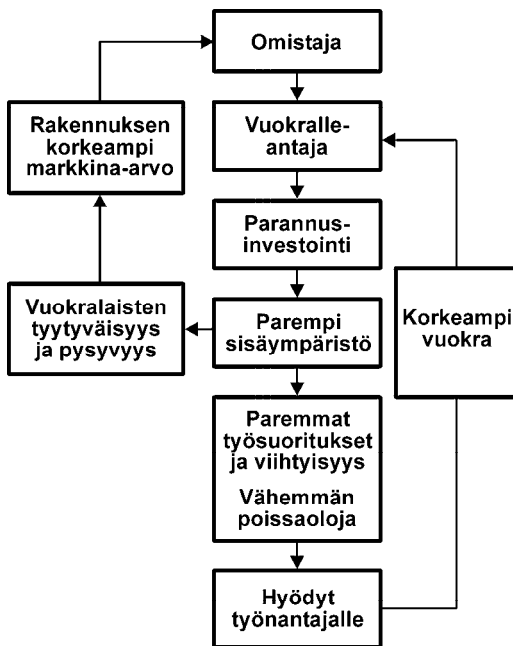 Omistaja
Rakennuksen
korkeampi
markkina-arvo
Vuokralle-
antaja
Parannus-
investointi
Vuokralaisten
tyytyväisyys
ja pysyvyys
Parempi
sisäympäristö
Korkeampi
vuokra
Paremmat
työsuoritukset
ja viihtyisyys
Vähemmän
poissaoloja
Hyödyt
työnantajalle